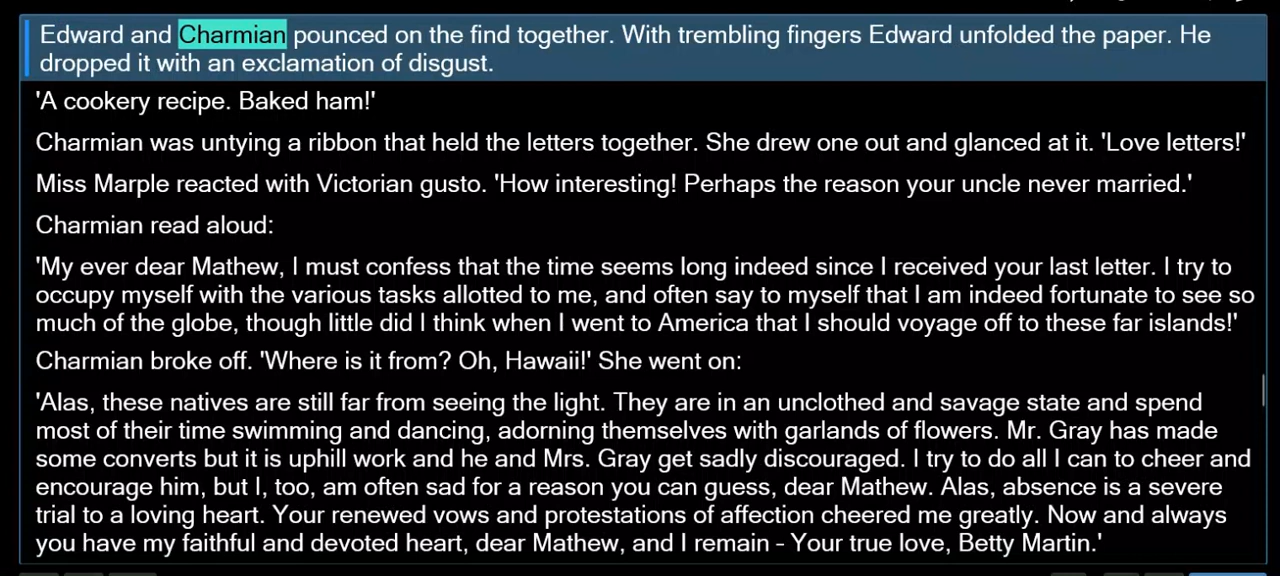 Edward and Charmian pounced on the find together. With trembling fingers Edward unfolded the paper. He
dropped it with an exclamation of disgust.
'A cookery recipe. Baked ham!'
Charmian was untying a ribbon that held the letters together. She drew one out and glanced at it. 'Love letters!'
Miss Marple reacted with Victorian gusto. 'How interesting! Perhaps the reason your uncle never married.'
Charmian read aloud:
'My ever dear Mathew, I must confess that the time seems long indeed since I received your last letter. I try to
occupy myself with the various tasks allotted to me, and often say to myself that I am indeed fortunate to see so
much of the globe, though little did I think when I went to America that I should voyage off to these far islands!'
Charmian broke off. 'Where is it from? Oh, Hawaii!' She went on:
'Alas, these natives are still far from seeing the light. They are in an unclothed and savage state and spend
most of their time swimming and dancing, adorning themselves with garlands of flowers. Mr. Gray has made
some converts but it is uphill work and he and Mrs. Gray get sadly discouraged. I try to do all I can to cheer and
encourage him, but I, too, am often sad for a reason you can guess, dear Mathew. Alas, absence is a severe
trial to a loving heart. Your renewed vows and protestations of affection cheered me greatly. Now and always
you have my faithful and devoted heart, dear Mathew, and I remain - Your true love, Betty Martin.'